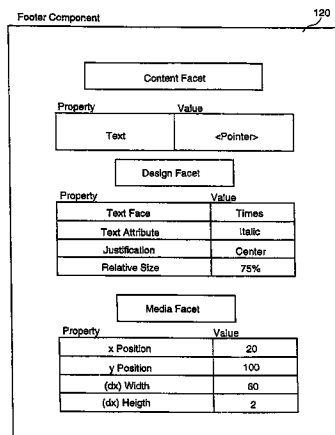 Footer Component
120
Content Facet
Property Value
Text <Pointer>
Design Facet
Property Value
Text Face Times
Text Attribute Italic
Justification Center
Relative Size 75%
Media Facet
Property Value
x Position 20
y Position 100
(dx) Width 60
(dx) Heigth 2